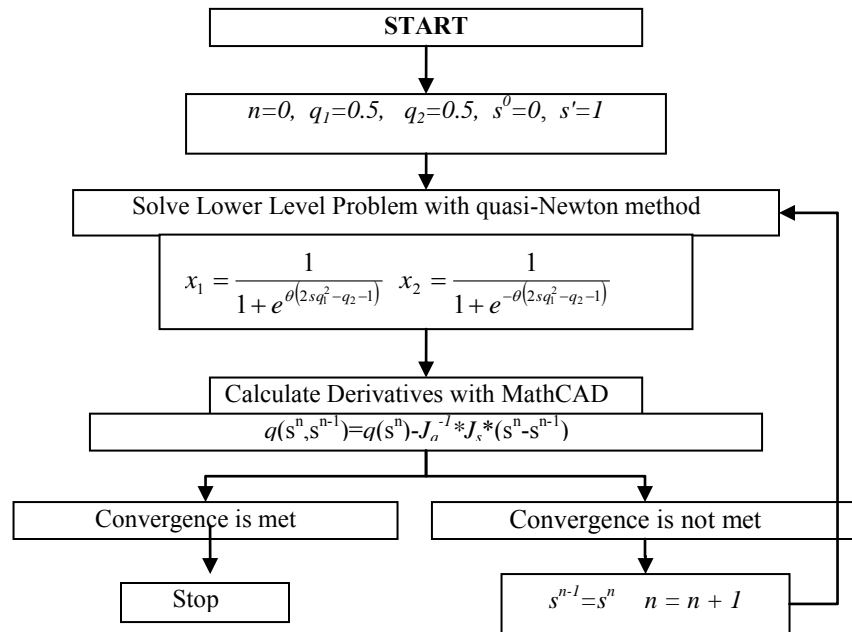 START
n=0, q₁=0.5, q₂=0.5, s⁰=0, s'=1
Solve Lower Level Problem with quasi-Newton method
x₁ = 1 / (1 + e^{θ(2sq₁²−q₂−1)}) x₂ = 1 / (1 + e^{−θ(2sq₁²−q₂−1)})
Calculate Derivatives with MathCAD
q(sⁿ,sⁿ⁻¹)=q(sⁿ)-J_q⁻¹*J_s*(sⁿ-sⁿ⁻¹)
Convergence is met
Convergence is not met
Stop
sⁿ⁻¹=sⁿ n = n + 1